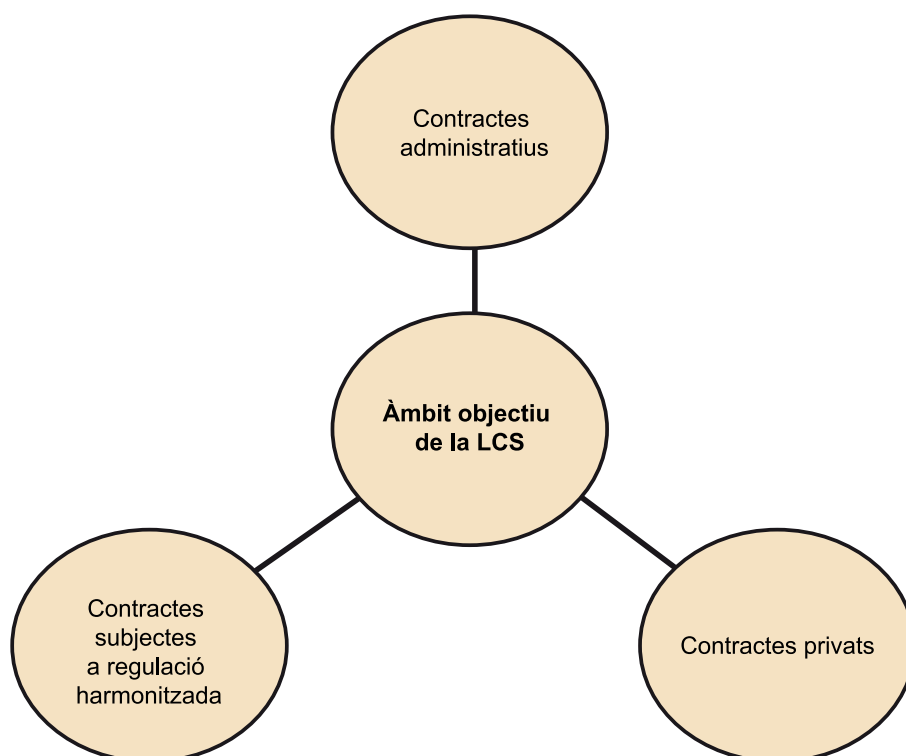 Contractes
administratius
Àmbit objectiu
de la LCS
Contractes
subjectes
a regulació
harmonitzada
Contractes privats